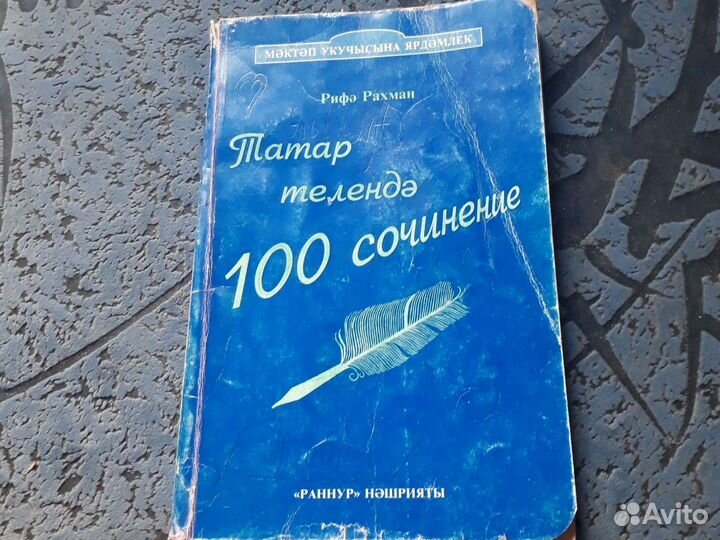 МӘКТӘП УКУЧЫСЫНА ЯРДӘМЛЕК
Рифә Рахман
Татар
телендә
100 сочинение
«РАННУР» НӘШРИЯТЫ
Avito